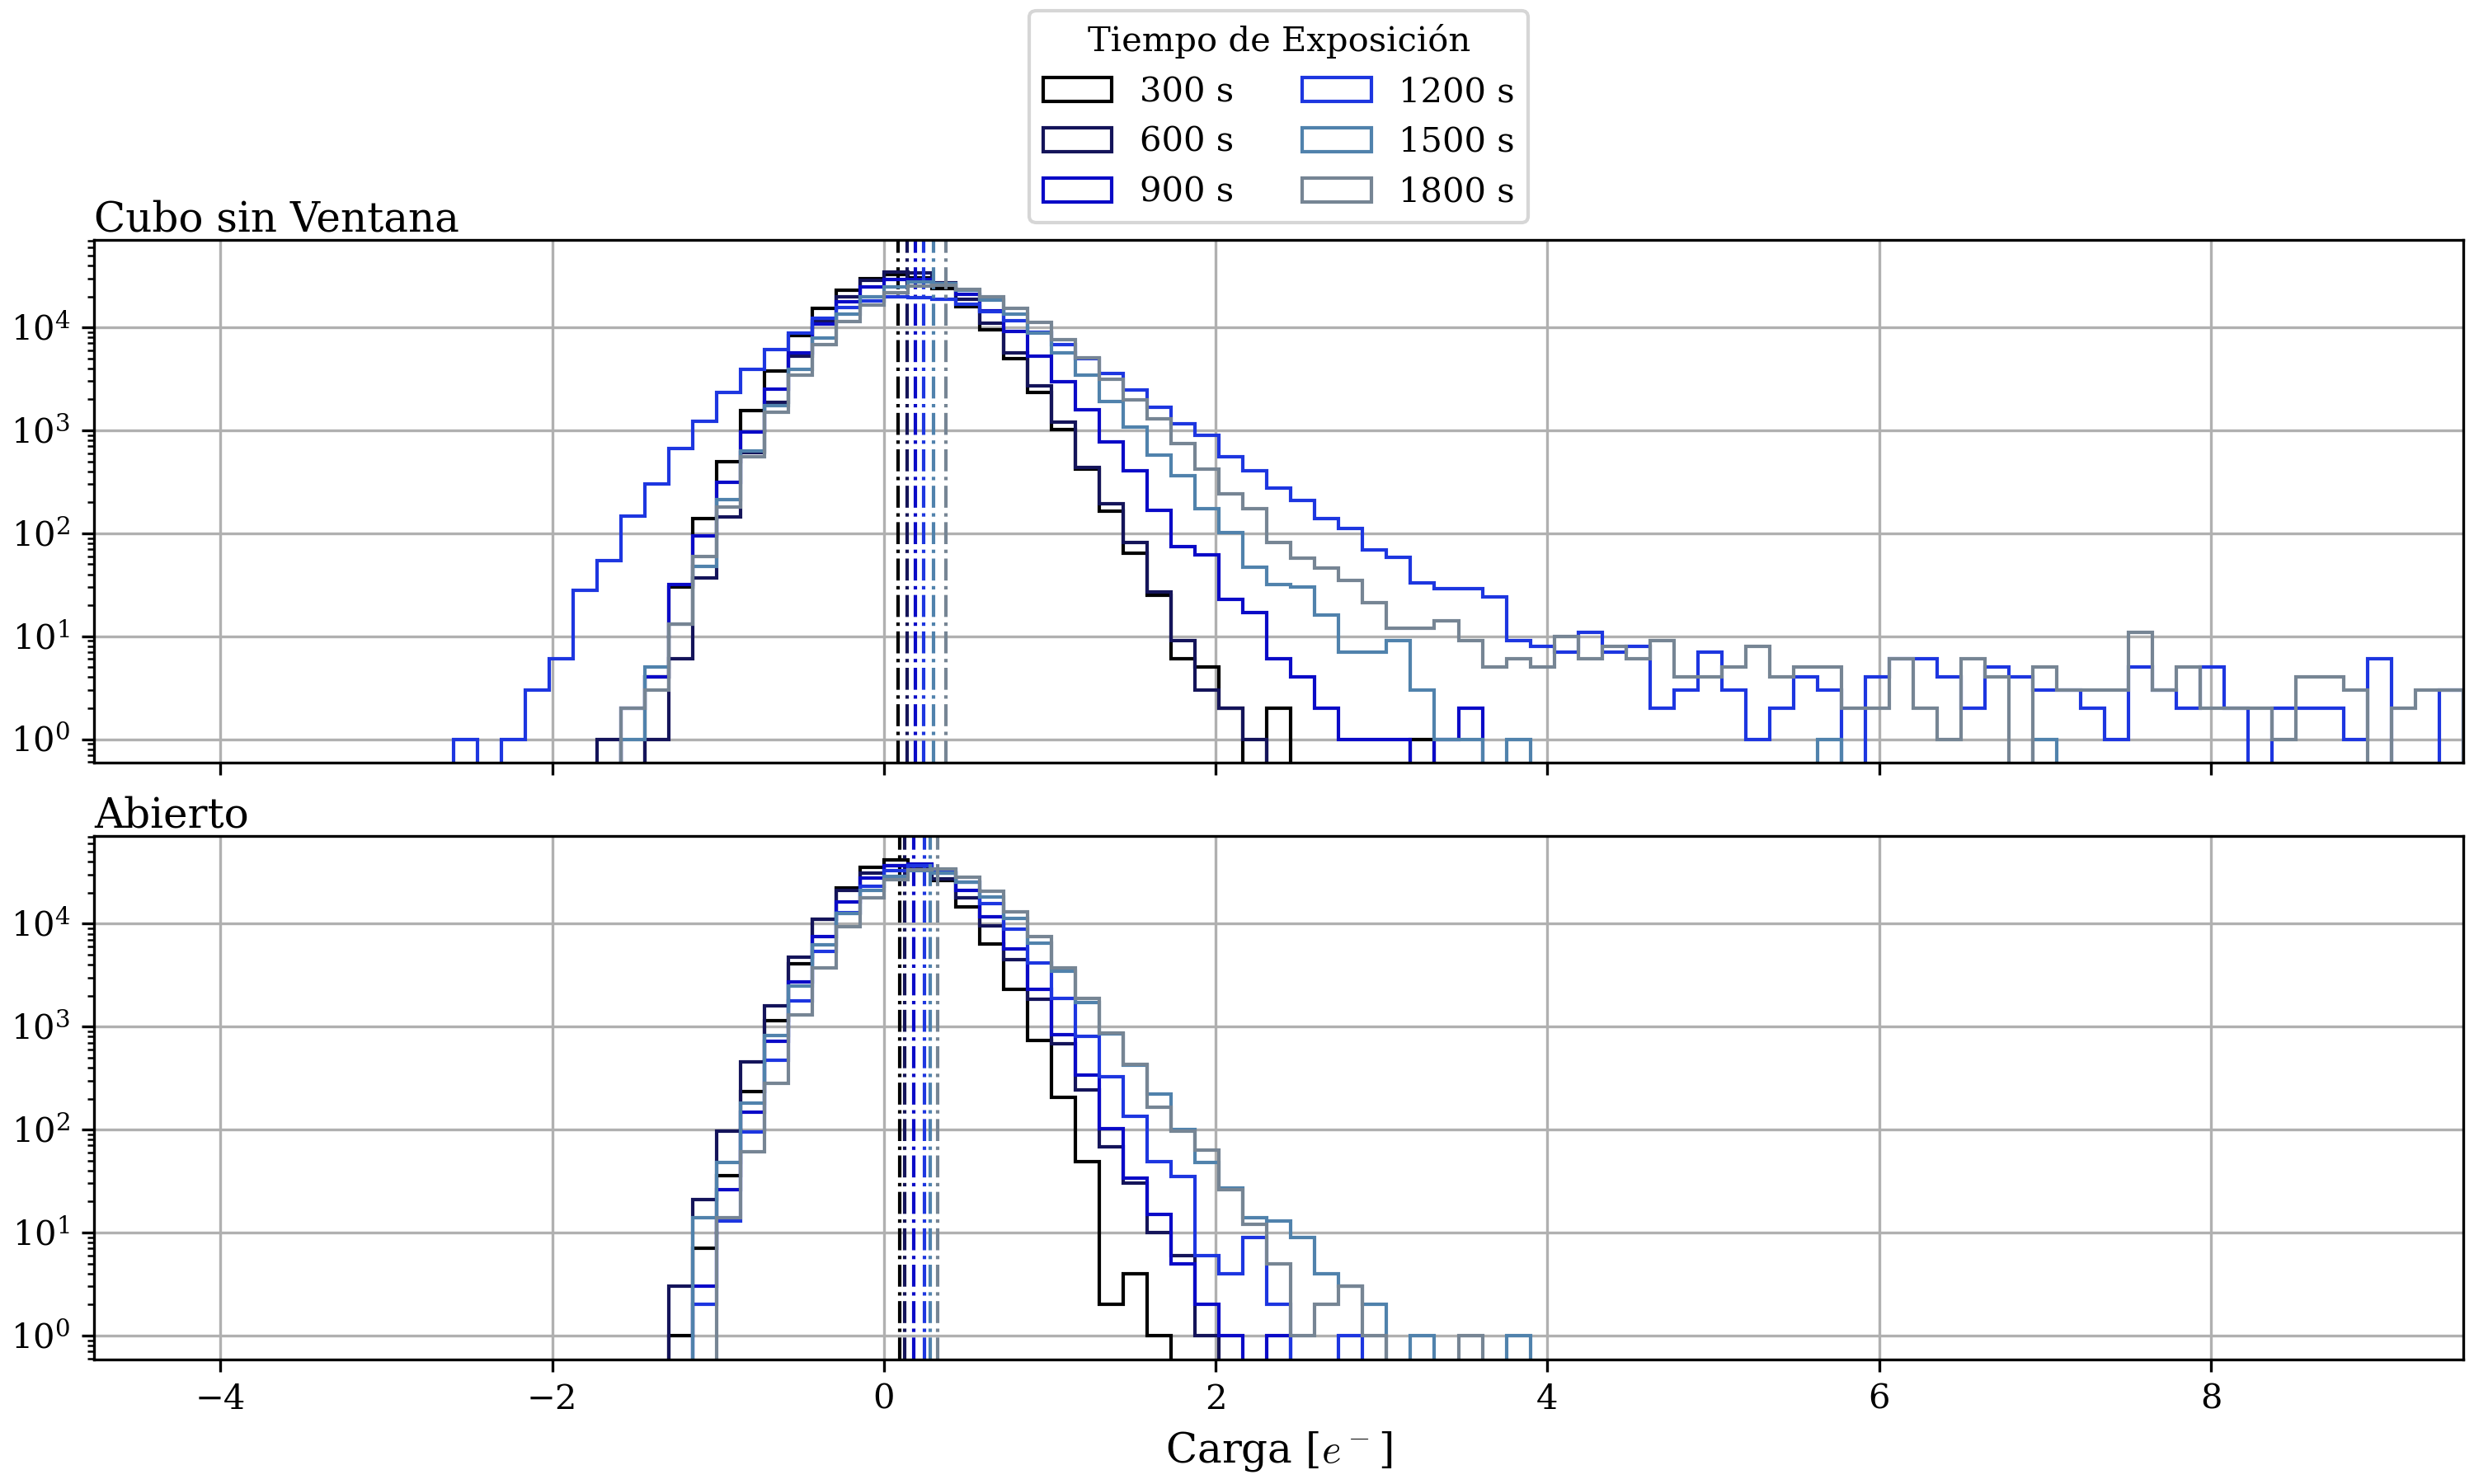 Tiempo de Exposición
300 s 1200 s
600 s 1500 s
900 s 1800 s
Cubo sin Ventana
10⁴
10³
10²
10¹
10⁰
Abierto
10⁴
10³
10²
10¹
10⁰
−4 −2 0 2 4 6 8
Carga [e⁻]